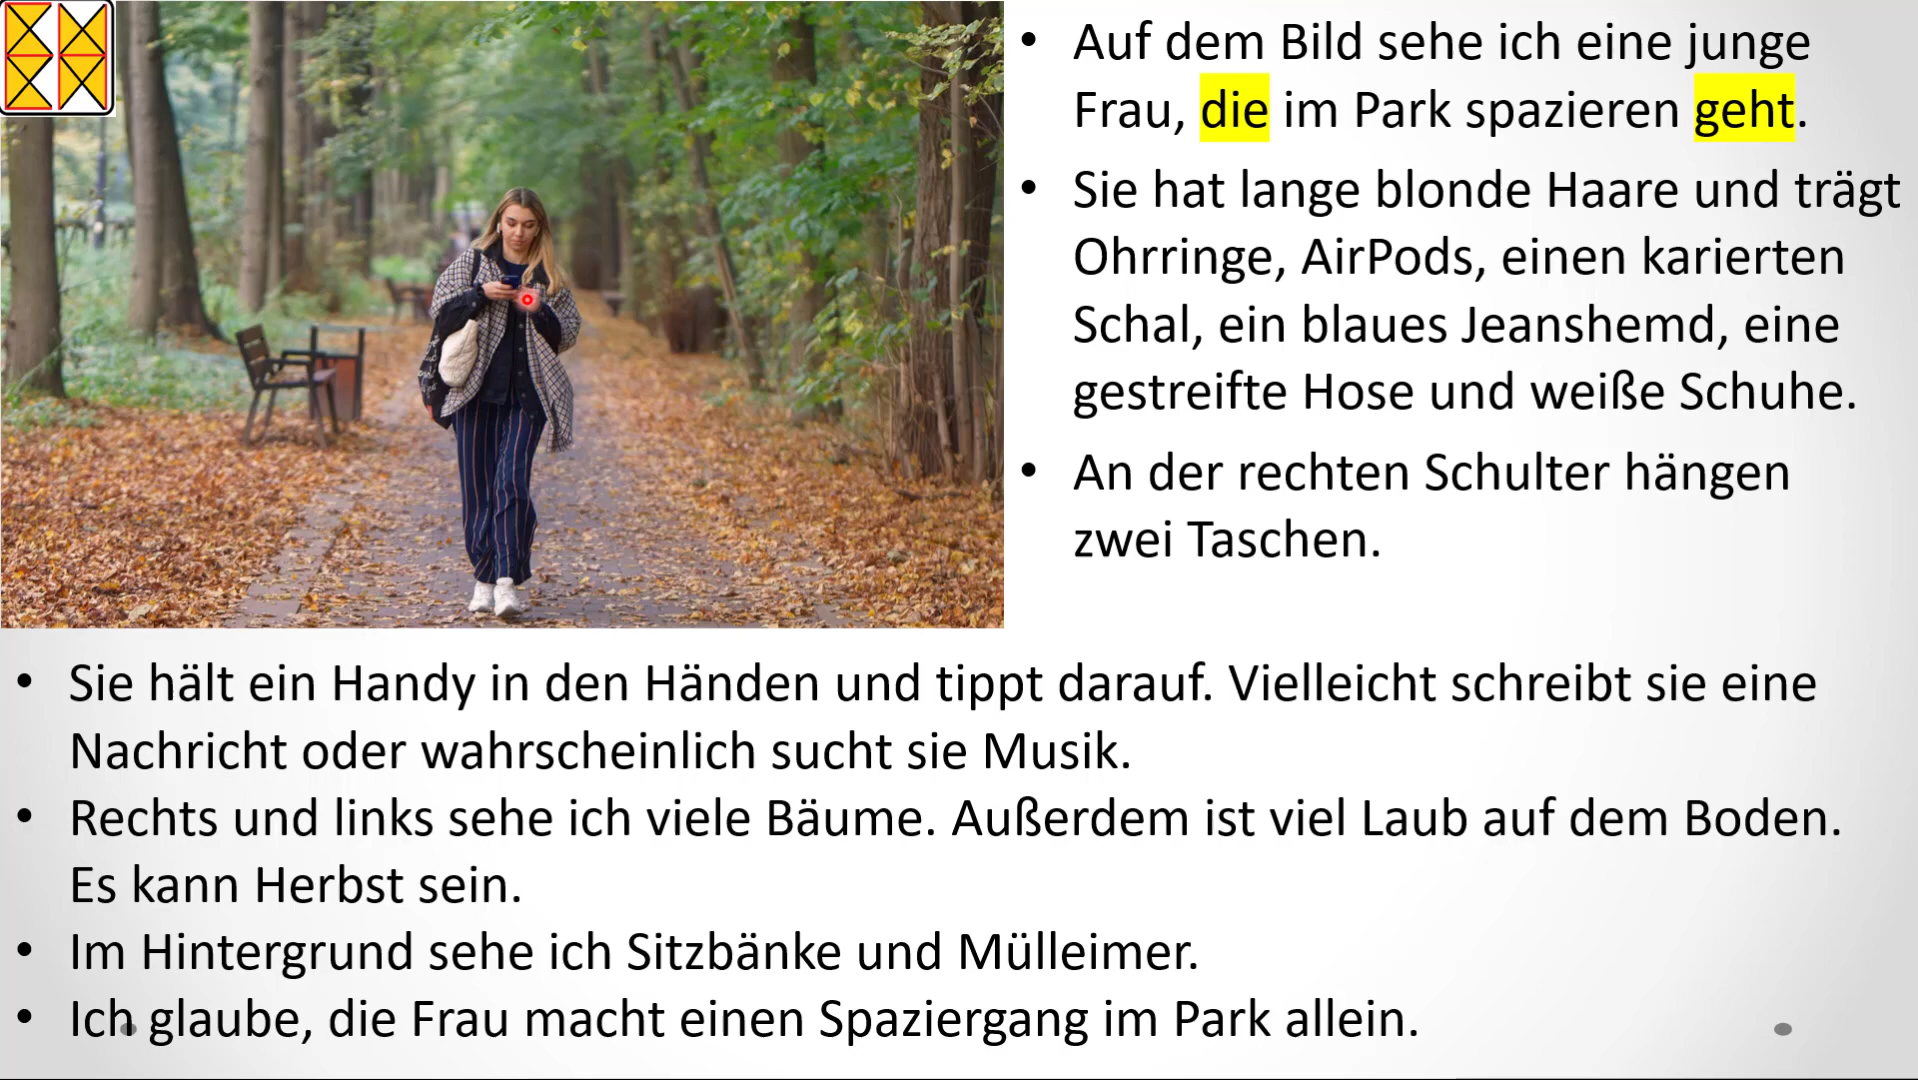 • Auf dem Bild sehe ich eine junge
Frau, die im Park spazieren geht.
• Sie hat lange blonde Haare und trägt
Ohrringe, AirPods, einen karierten
Schal, ein blaues Jeanshemd, eine
gestreifte Hose und weiße Schuhe.
• An der rechten Schulter hängen
zwei Taschen.
• Sie hält ein Handy in den Händen und tippt darauf. Vielleicht schreibt sie eine
Nachricht oder wahrscheinlich sucht sie Musik.
• Rechts und links sehe ich viele Bäume. Außerdem ist viel Laub auf dem Boden.
Es kann Herbst sein.
• Im Hintergrund sehe ich Sitzbänke und Mülleimer.
• Ich glaube, die Frau macht einen Spaziergang im Park allein.